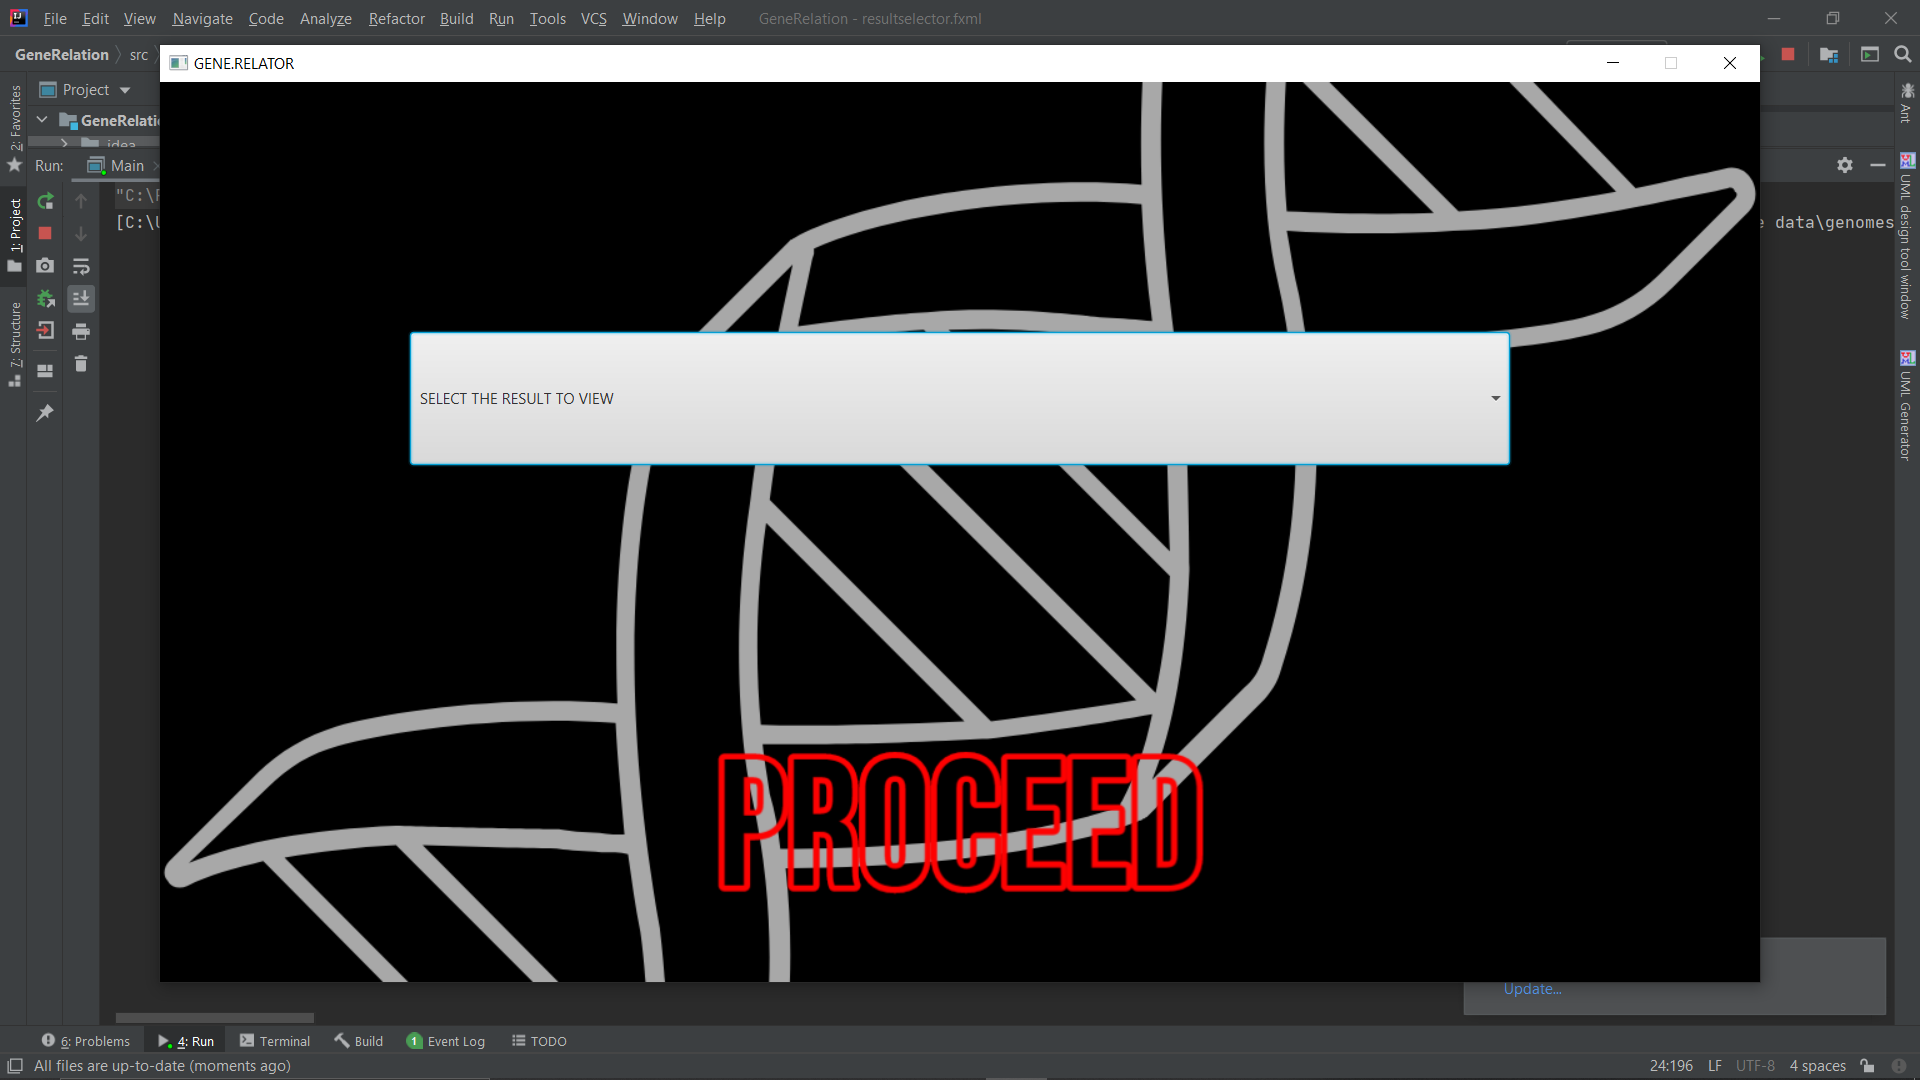 File Edit View Navigate Code Analyze Refactor Build Run Tools VCS Window Help GeneRelation - resultselector.fxml
GeneRelation src
GENE.RELATOR
Project
GeneRelati
idea
Run: Main
"C:\
[C:\
data\genomes
2: Favorites
1: Project
7: Structure
Ant
UML design tool window
UML Generator
SELECT THE RESULT TO VIEW
PROCEED
Update...
6: Problems 4: Run Terminal Build 1 Event Log TODO
All files are up-to-date (moments ago) 24:196 LF UTF-8 4 spaces